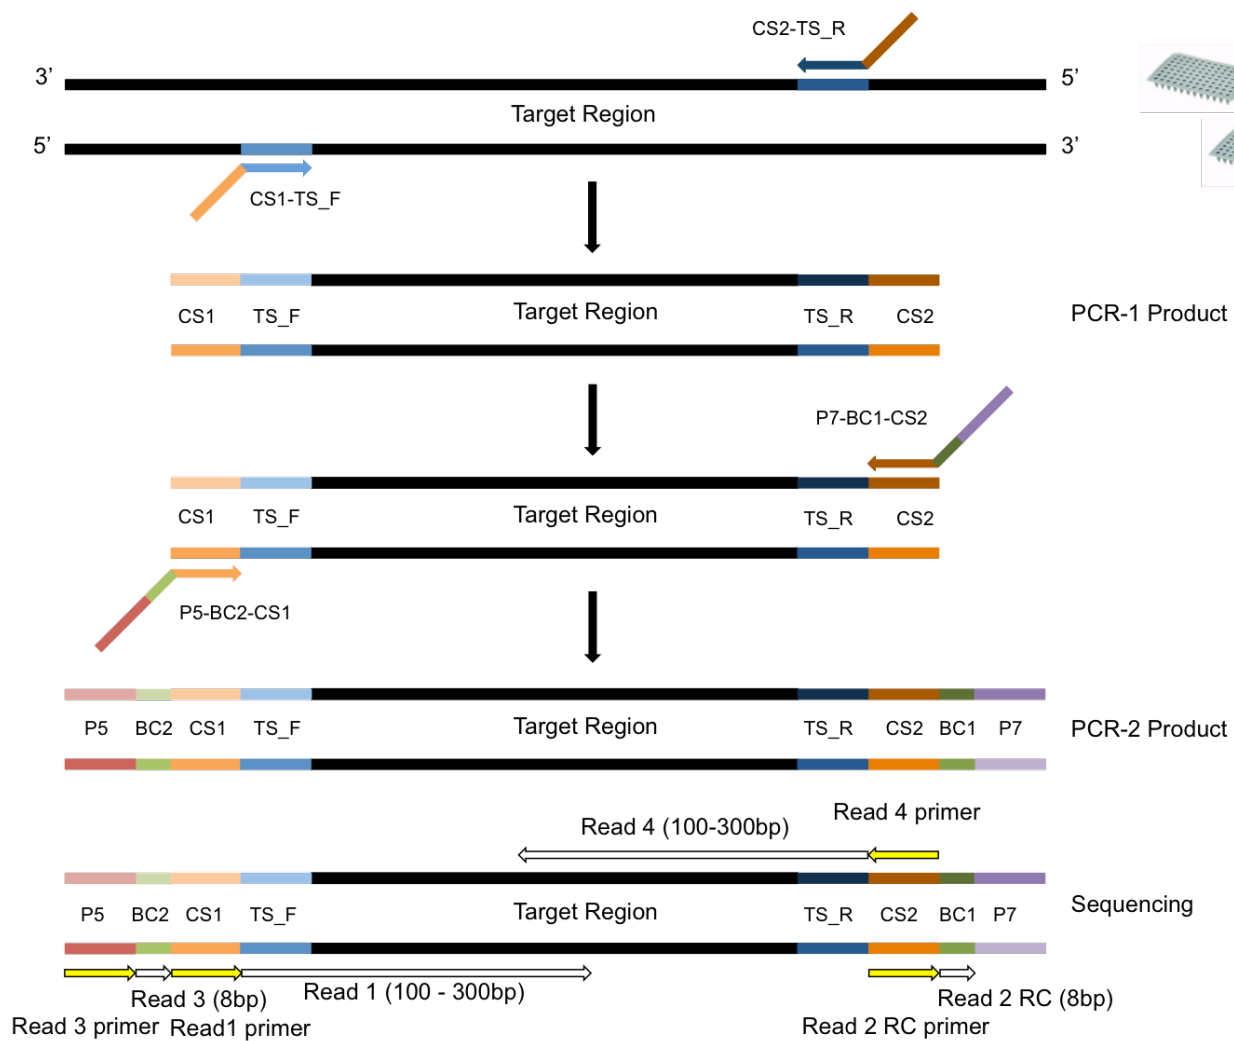 CS2-TS_R
3’ 5’
Target Region
5’ 3’
CS1-TS_F
CS1 TS_F Target Region TS_R CS2 PCR-1 Product
P7-BC1-CS2
CS1 TS_F Target Region TS_R CS2
P5-BC2-CS1
P5 BC2 CS1 TS_F Target Region TS_R CS2 BC1 P7 PCR-2 Product
Read 4 (100-300bp) Read 4 primer
P5 BC2 CS1 TS_F Target Region TS_R CS2 BC1 P7 Sequencing
Read 3 (8bp) Read 1 (100 - 300bp) Read 2 RC (8bp)
Read 3 primer Read1 primer Read 2 RC primer